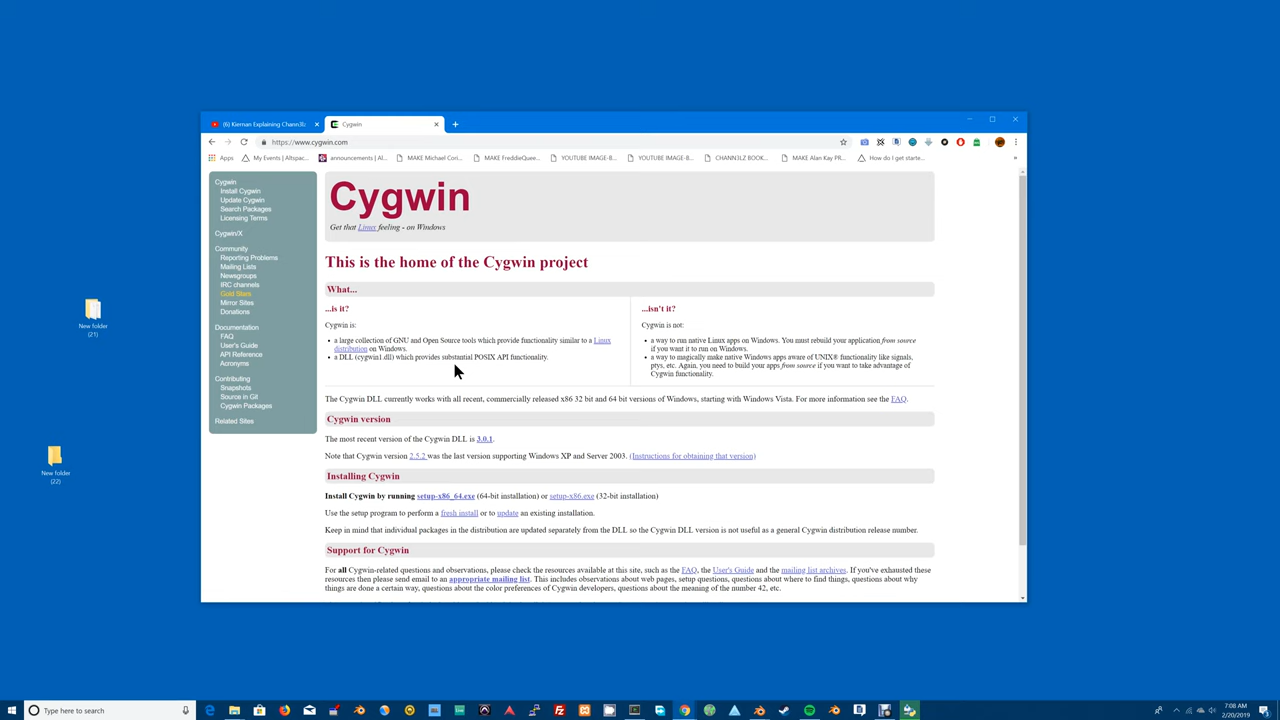 (6) Kiernan Explaining Chann3lz
Cygwin
https://www.cygwin.com
Apps
My Events | Altspac...
announcements | Al...
MAKE Michael Cori...
MAKE FreddieQuee...
YOUTUBE IMAGE-B...
YOUTUBE IMAGE-B...
CHANN3LZ BOOK...
MAKE Alan Kay PR...
How do I get starte...
»
Cygwin
Install Cygwin
Update Cygwin
Search Packages
Licensing Terms
Cygwin/X
Community
Reporting Problems
Mailing Lists
Newsgroups
IRC channels
Gold Stars
Mirror Sites
Donations
Documentation
FAQ
User's Guide
API Reference
Acronyms
Contributing
Snapshots
Source in Git
Cygwin Packages
Related Sites
Cygwin
Get that Linux feeling - on Windows
This is the home of the Cygwin project
What...
...is it?
Cygwin is:
• a large collection of GNU and Open Source tools which provide functionality similar to a Linux
distribution on Windows.
• a DLL (cygwin1.dll) which provides substantial POSIX API functionality.
...isn't it?
Cygwin is not:
• a way to run native Linux apps on Windows. You must rebuild your application from source
if you want it to run on Windows.
• a way to magically make native Windows apps aware of UNIX® functionality like signals,
ptys, etc. Again, you need to build your apps from source if you want to take advantage of
Cygwin functionality.
The Cygwin DLL currently works with all recent, commercially released x86 32 bit and 64 bit versions of Windows, starting with Windows Vista. For more information see the FAQ.
Cygwin version
The most recent version of the Cygwin DLL is 3.0.1.
Note that Cygwin version 2.5.2 was the last version supporting Windows XP and Server 2003. (Instructions for obtaining that version)
Installing Cygwin
Install Cygwin by running setup-x86_64.exe (64-bit installation) or setup-x86.exe (32-bit installation)
Use the setup program to perform a fresh install or to update an existing installation.
Keep in mind that individual packages in the distribution are updated separately from the DLL so the Cygwin DLL version is not useful as a general Cygwin distribution release number.
Support for Cygwin
For all Cygwin-related questions and observations, please check the resources available at this site, such as the FAQ, the User's Guide and the mailing list archives. If you've exhausted these
resources then please send email to an appropriate mailing list. This includes observations about web pages, setup questions, questions about where to find things, questions about why
things are done a certain way, questions about the color preferences of Cygwin developers, questions about the meaning of the number 42, etc.
New folder
(21)
New folder
(22)
Type here to search
7:08 AM
2/20/2019